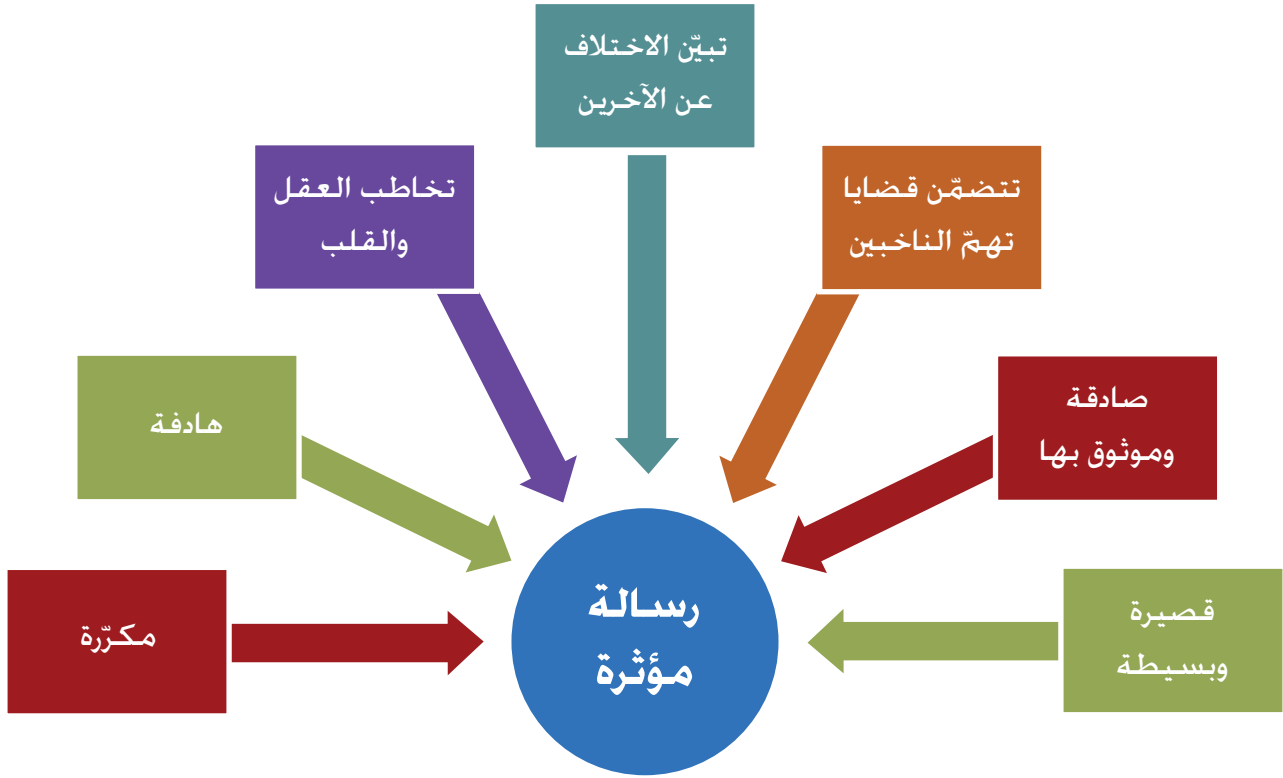 تبيّن الاختلاف
عن الآخرين
تتضمّن قضايا
تهمّ الناخبين
تخاطب العقل
والقلب
صادقة
وموثوق بها
هادفة
قصيرة
وبسيطة
مكرّرة
رسالة
مؤثرة